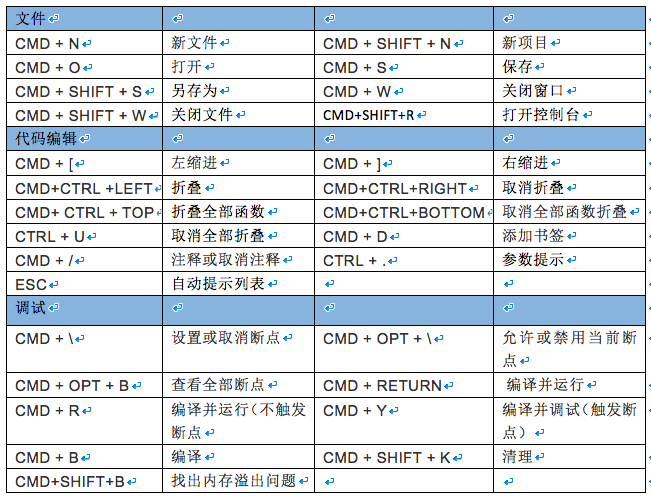 文件
CMD + N 新文件 CMD + SHIFT + N 新项目
CMD + O 打开 CMD + S 保存
CMD + SHIFT + S 另存为 CMD + W 关闭窗口
CMD + SHIFT + W 关闭文件 CMD+SHIFT+R 打开控制台
代码编辑
CMD + [ 左缩进 CMD + ] 右缩进
CMD+CTRL +LEFT 折叠 CMD+CTRL+RIGHT 取消折叠
CMD+ CTRL + TOP 折叠全部函数 CMD+CTRL+BOTTOM 取消全部函数折叠
CTRL + U 取消全部折叠 CMD + D 添加书签
CMD + / 注释或取消注释 CTRL + . 参数提示
ESC 自动提示列表
调试
CMD + \ 设置或取消断点 CMD + OPT + \ 允许或禁用当前断
点
CMD + OPT + B 查看全部断点 CMD + RETURN 编译并运行
CMD + R 编译并运行（不触发 CMD + Y 编译并调试（触发断
断点） 点）
CMD + B 编译 CMD + SHIFT + K 清理
CMD+SHIFT+B 找出内存溢出问题